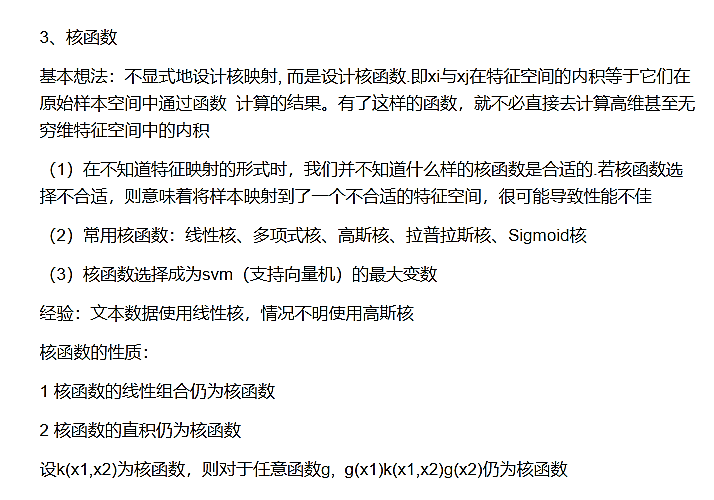 3、核函数
基本想法：不显式地设计核映射, 而是设计核函数.即xi与xj在特征空间的内积等于它们在
原始样本空间中通过函数 计算的结果。有了这样的函数，就不必直接去计算高维甚至无
穷维特征空间中的内积
（1）在不知道特征映射的形式时，我们并不知道什么样的核函数是合适的.若核函数选
择不合适，则意味着将样本映射到了一个不合适的特征空间，很可能导致性能不佳
（2）常用核函数：线性核、多项式核、高斯核、拉普拉斯核、Sigmoid核
（3）核函数选择成为svm（支持向量机）的最大变数
经验：文本数据使用线性核，情况不明使用高斯核
核函数的性质：
1 核函数的线性组合仍为核函数
2 核函数的直积仍为核函数
设k(x1,x2)为核函数，则对于任意函数g, g(x1)k(x1,x2)g(x2)仍为核函数